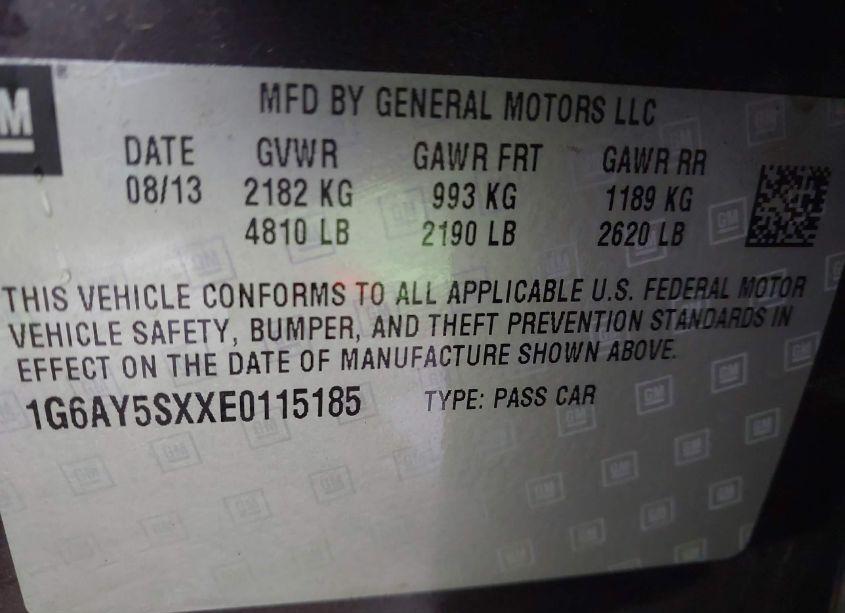 GM
MFD BY GENERAL MOTORS LLC
DATE GVWR GAWR FRT GAWR RR
08/13 2182 KG 993 KG 1189 KG
4810 LB 2190 LB 2620 LB
THIS VEHICLE CONFORMS TO ALL APPLICABLE U.S. FEDERAL MOTOR
VEHICLE SAFETY, BUMPER, AND THEFT PREVENTION STANDARDS IN
EFFECT ON THE DATE OF MANUFACTURE SHOWN ABOVE.
1G6AY5SXXE0115185 TYPE: PASS CAR